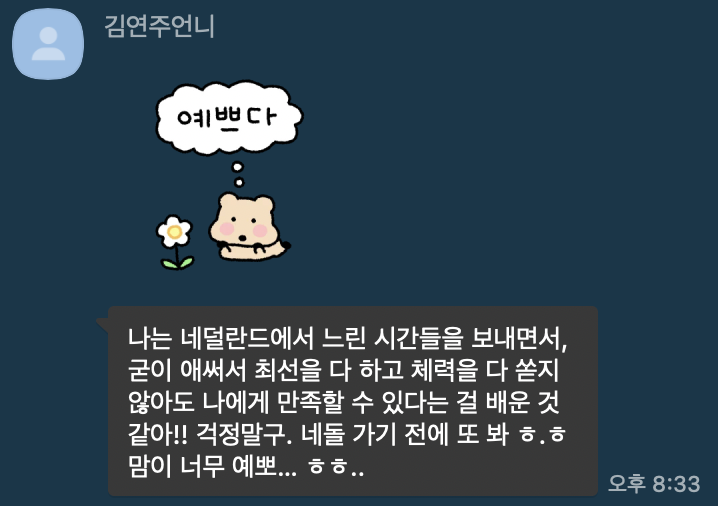 김연주언니
예쁘다
나는 네덜란드에서 느린 시간들을 보내면서,
굳이 애써서 최선을 다 하고 체력을 다 쏟지
않아도 나에게 만족할 수 있다는 걸 배운 것
같아!! 걱정말구. 네돌 가기 전에 또 봐 ㅎ.ㅎ
맘이 너무 예뽀... ㅎㅎ..
오후 8:33